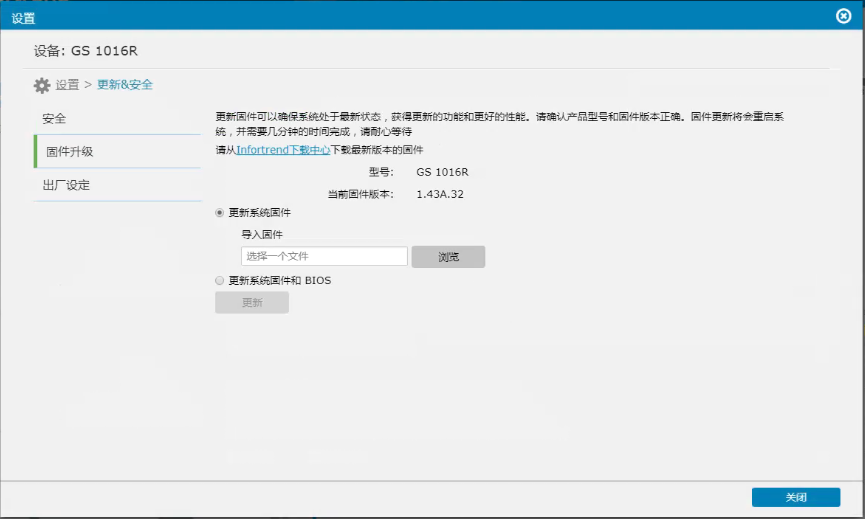 设置
设备: GS 1016R
设置 > 更新&安全
安全
固件升级
出厂设定
更新固件可以确保系统处于最新状态，获得更新的功能和更好的性能。请确认产品型号和固件版本正确。固件更新将会重启系
统，并需要几分钟的时间完成，请耐心等待
请从Infortrend下载中心下载最新版本的固件
型号: GS 1016R
当前固件版本: 1.43A.32
更新系统固件
导入固件
选择一个文件 浏览
更新系统固件和 BIOS
更新
关闭